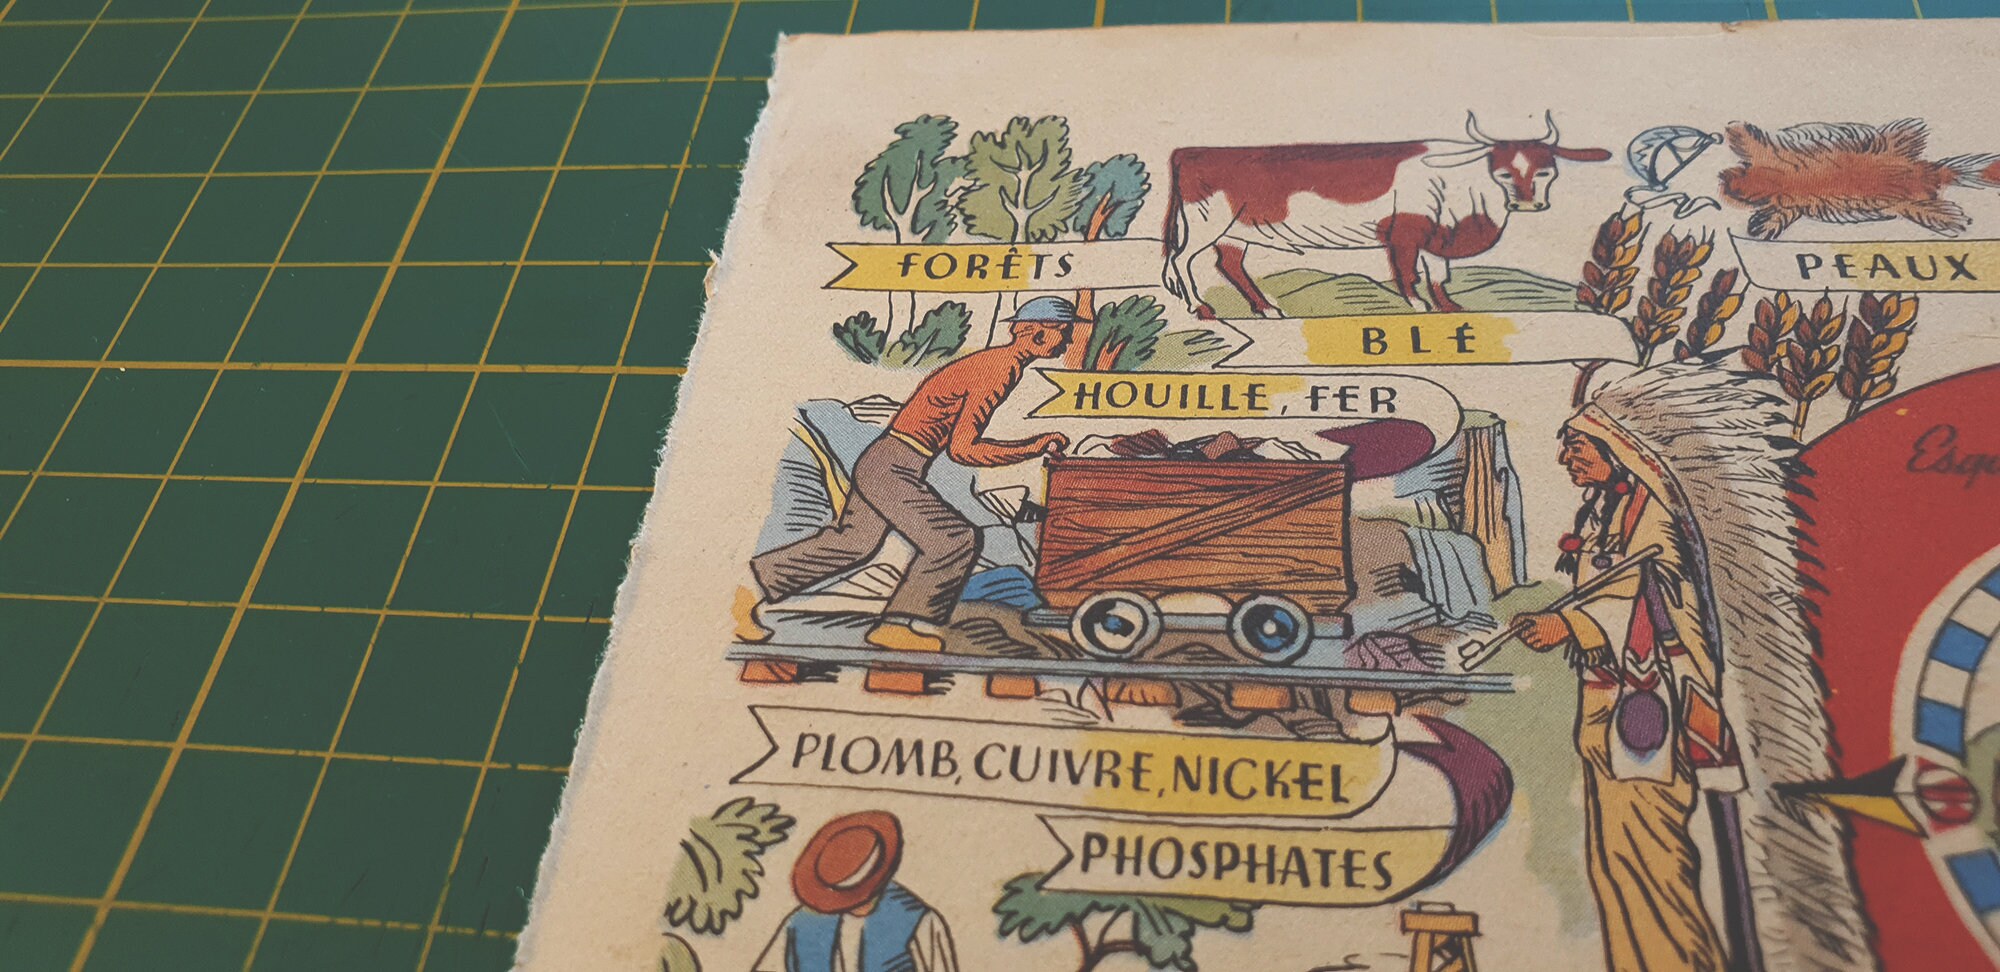 FORÊTS
PEAUX
BLÉ
HOUILLE, FER
PLOMB, CUIVRE, NICKEL
PHOSPHATES